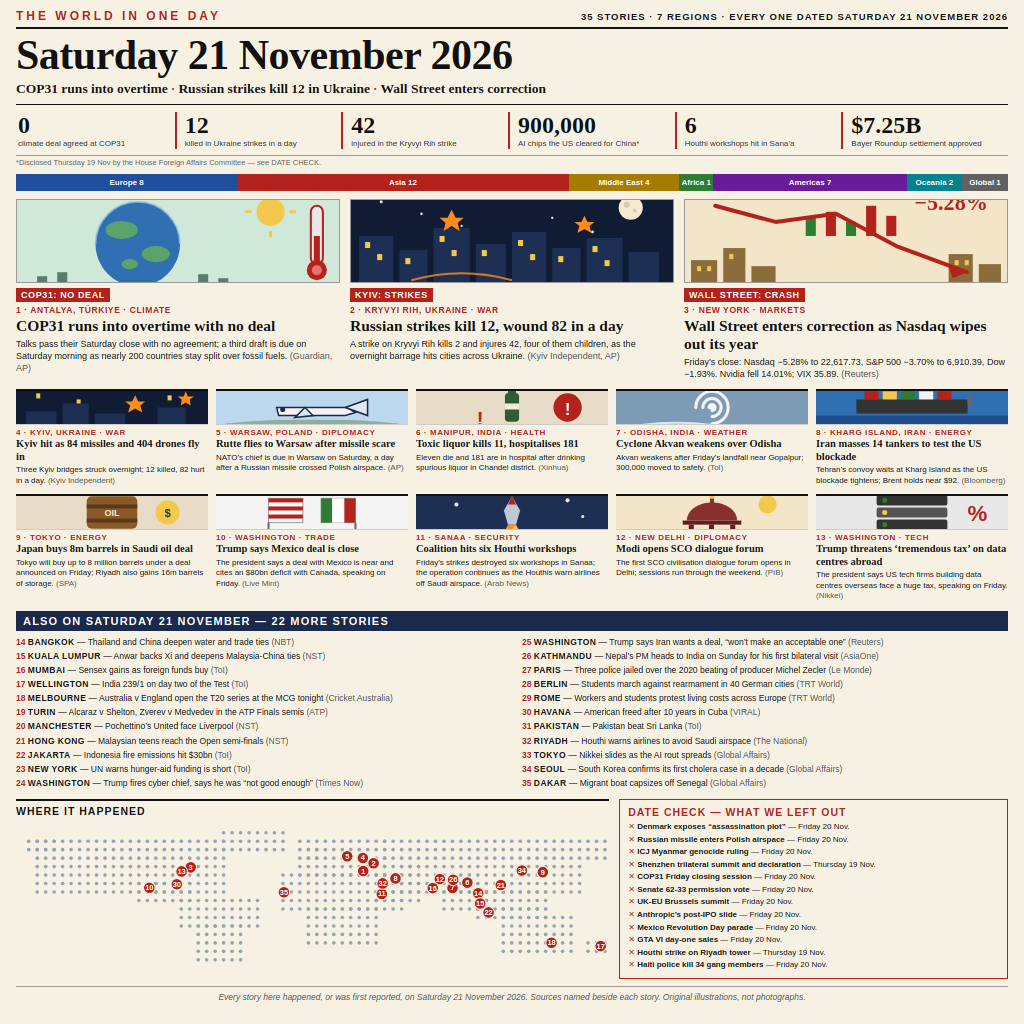 THE WORLD IN ONE DAY
35 STORIES · 7 REGIONS · EVERY ONE DATED SATURDAY 21 NOVEMBER 2026
Saturday 21 November 2026
COP31 runs into overtime · Russian strikes kill 12 in Ukraine · Wall Street enters correction
0
climate deal agreed at COP31
12
killed in Ukraine strikes in a day
42
injured in the Kryvyi Rih strike
900,000
AI chips the US cleared for China*
6
Houthi workshops hit in Sana'a
$7.25B
Bayer Roundup settlement approved
*Disclosed Thursday 19 Nov by the House Foreign Affairs Committee — see DATE CHECK.
Europe 8
Asia 12
Middle East 4
Africa 1
Americas 7
Oceania 2
Global 1
−5.28%
COP31: NO DEAL
1 · ANTALYA, TÜRKIYE · CLIMATE
COP31 runs into overtime with no deal
Talks pass their Saturday close with no agreement; a third draft is due on
Saturday morning as nearly 200 countries stay split over fossil fuels. (Guardian,
AP)
KYIV: STRIKES
2 · KRYVYI RIH, UKRAINE · WAR
Russian strikes kill 12, wound 82 in a day
A strike on Kryvyi Rih kills 2 and injures 42, four of them children, as the
overnight barrage hits cities across Ukraine. (Kyiv Independent, AP)
WALL STREET: CRASH
3 · NEW YORK · MARKETS
Wall Street enters correction as Nasdaq wipes
out its year
Friday's close: Nasdaq −5.28% to 22,617.73, S&P 500 −3.70% to 6,910.39, Dow
−1.93%. Nvidia fell 14.01%; VIX 35.89. (Reuters)
4 · KYIV, UKRAINE · WAR
Kyiv hit as 84 missiles and 404 drones fly
in
Three Kyiv bridges struck overnight; 12 killed, 82 hurt
in a day. (Kyiv Independent)
5 · WARSAW, POLAND · DIPLOMACY
Rutte flies to Warsaw after missile scare
NATO's chief is due in Warsaw on Saturday, a day
after a Russian missile crossed Polish airspace. (AP)
!
!
6 · MANIPUR, INDIA · HEALTH
Toxic liquor kills 11, hospitalises 181
Eleven die and 181 are in hospital after drinking
spurious liquor in Chandel district. (Xinhua)
7 · ODISHA, INDIA · WEATHER
Cyclone Akvan weakens over Odisha
Akvan weakens after Friday's landfall near Gopalpur;
300,000 moved to safety. (ToI)
8 · KHARG ISLAND, IRAN · ENERGY
Iran masses 14 tankers to test the US
blockade
Tehran's convoy waits at Kharg Island as the US
blockade tightens; Brent holds near $92. (Bloomberg)
OIL
$
9 · TOKYO · ENERGY
Japan buys 8m barrels in Saudi oil deal
Tokyo will buy up to 8 million barrels under a deal
announced on Friday; Riyadh also gains 16m barrels
of storage. (SPA)
10 · WASHINGTON · TRADE
Trump says Mexico deal is close
The president says a deal with Mexico is near and
cites an $80bn deficit with Canada, speaking on
Friday. (Live Mint)
11 · SANAA · SECURITY
Coalition hits six Houthi workshops
Friday's strikes destroyed six workshops in Sanaa;
the operation continues as the Houthis warn airlines
off Saudi airspace. (Arab News)
12 · NEW DELHI · DIPLOMACY
Modi opens SCO dialogue forum
The first SCO civilisation dialogue forum opens in
Delhi; sessions run through the weekend. (PIB)
%
13 · WASHINGTON · TECH
Trump threatens 'tremendous tax' on data
centres abroad
The president says US tech firms building data
centres overseas face a huge tax, speaking on Friday.
(Nikkei)
ALSO ON SATURDAY 21 NOVEMBER — 22 MORE STORIES
14 BANGKOK — Thailand and China deepen water and trade ties (NBT)
15 KUALA LUMPUR — Anwar backs Xi and deepens Malaysia-China ties (NST)
16 MUMBAI — Sensex gains as foreign funds buy (ToI)
17 WELLINGTON — India 239/1 on day two of the Test (ToI)
18 MELBOURNE — Australia v England open the T20 series at the MCG tonight (Cricket Australia)
19 TURIN — Alcaraz v Shelton, Zverev v Medvedev in the ATP Finals semis (ATP)
20 MANCHESTER — Pochettino's United face Liverpool (NST)
21 HONG KONG — Malaysian teens reach the Open semi-finals (NST)
22 JAKARTA — Indonesia fire emissions hit $30bn (ToI)
23 NEW YORK — UN warns hunger-aid funding is short (ToI)
24 WASHINGTON — Trump fires cyber chief, says he was "not good enough" (Times Now)
25 WASHINGTON — Trump says Iran wants a deal, "won't make an acceptable one" (Reuters)
26 KATHMANDU — Nepal's PM heads to India on Sunday for his first bilateral visit (AsiaOne)
27 PARIS — Three police jailed over the 2020 beating of producer Michel Zecler (Le Monde)
28 BERLIN — Students march against rearmament in 40 German cities (TRT World)
29 ROME — Workers and students protest living costs across Europe (TRT World)
30 HAVANA — American freed after 10 years in Cuba (VIRAL)
31 PAKISTAN — Pakistan beat Sri Lanka (ToI)
32 RIYADH — Houthi warn airlines to avoid Saudi airspace (The National)
33 TOKYO — Nikkei slides as the AI rout spreads (Global Affairs)
34 SEOUL — South Korea confirms its first cholera case in a decade (Global Affairs)
35 DAKAR — Migrant boat capsizes off Senegal (Global Affairs)
WHERE IT HAPPENED
5
4
2
1
3
13
30
10
35
32
8
11
12
26
6
16
7
14
15
22
21
34
9
18
17
DATE CHECK — WHAT WE LEFT OUT
✕ Denmark exposes "assassination plot" — Friday 20 Nov.
✕ Russian missile enters Polish airspace — Friday 20 Nov.
✕ ICJ Myanmar genocide ruling — Friday 20 Nov.
✕ Shenzhen trilateral summit and declaration — Thursday 19 Nov.
✕ COP31 Friday closing session — Friday 20 Nov.
✕ Senate 62-33 permission vote — Friday 20 Nov.
✕ UK-EU Brussels summit — Friday 20 Nov.
✕ Anthropic's post-IPO slide — Friday 20 Nov.
✕ Mexico Revolution Day parade — Friday 20 Nov.
✕ GTA VI day-one sales — Friday 20 Nov.
✕ Houthi strike on Riyadh tower — Thursday 19 Nov.
✕ Haiti police kill 34 gang members — Friday 20 Nov.
Every story here happened, or was first reported, on Saturday 21 November 2026. Sources named beside each story. Original illustrations, not photographs.